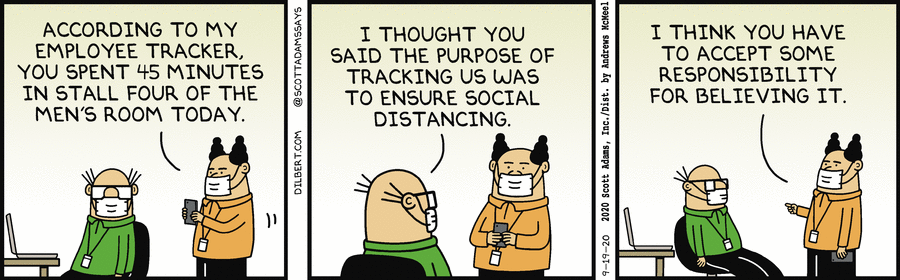 ACCORDING TO MY
EMPLOYEE TRACKER,
YOU SPENT 45 MINUTES
IN STALL FOUR OF THE
MEN'S ROOM TODAY.
DILBERT.COM @SCOTTADAMSSAYS
I THOUGHT YOU
SAID THE PURPOSE OF
TRACKING US WAS
TO ENSURE SOCIAL
DISTANCING.
9-19-20 2020 Scott Adams, Inc./Dist. by Andrews McMeel
I THINK YOU HAVE
TO ACCEPT SOME
RESPONSIBILITY
FOR BELIEVING IT.